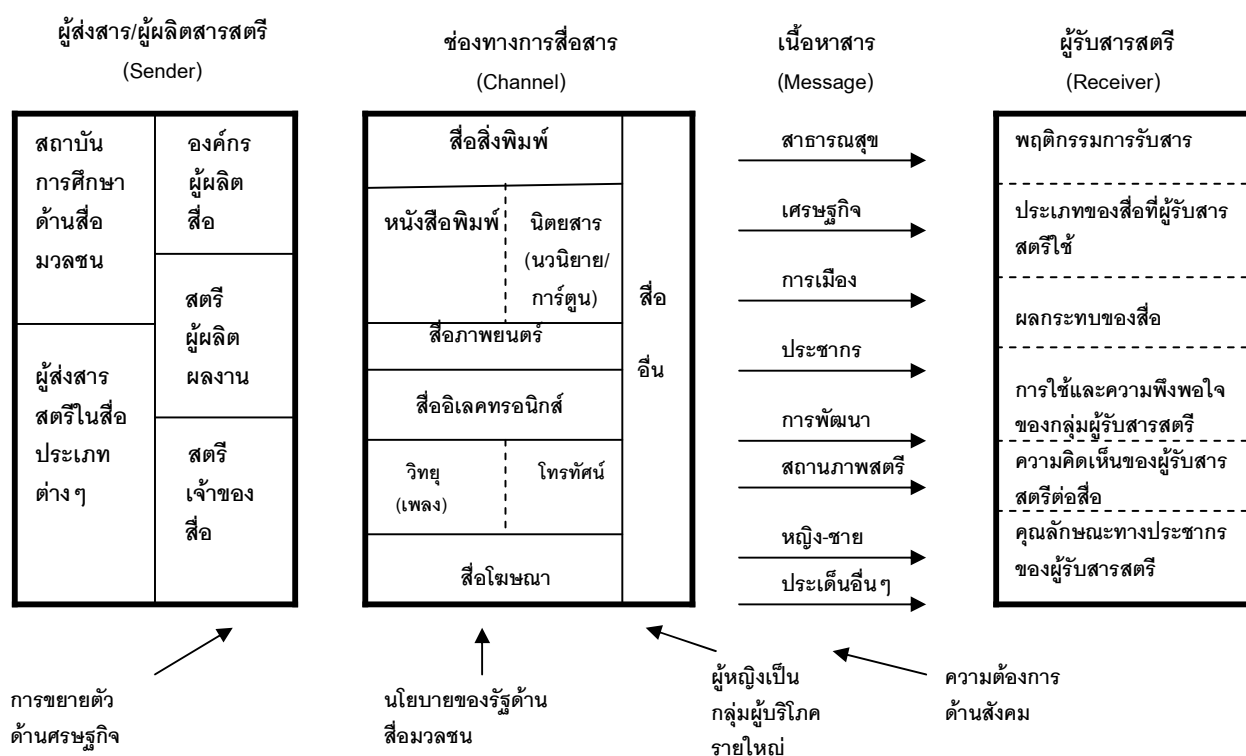 ผู้ส่งสาร/ผู้ผลิตสารสตรี
(Sender)
ช่องทางการสื่อสาร
(Channel)
เนื้อหาสาร
(Message)
ผู้รับสารสตรี
(Receiver)
สถาบัน
การศึกษา
ด้านสื่อ
มวลชน
ผู้ส่งสาร
สตรีในสื่อ
ประเภท
ต่างๆ
องค์กร
ผู้ผลิต
สื่อ
สตรี
ผู้ผลิต
ผลงาน
สตรี
เจ้าของ
สื่อ
สื่อสิ่งพิมพ์
หนังสือพิมพ์
นิตยสาร
(นวนิยาย/
การ์ตูน)
สื่อภาพยนตร์
สื่ออิเลคทรอนิกส์
วิทยุ
(เพลง)
โทรทัศน์
สื่อโฆษณา
สื่อ
อื่น
สาธารณสุข
เศรษฐกิจ
การเมือง
ประชากร
การพัฒนา
สถานภาพสตรี
หญิง-ชาย
ประเด็นอื่นๆ
พฤติกรรมการรับสาร
ประเภทของสื่อที่ผู้รับสาร
สตรีใช้
ผลกระทบของสื่อ
การใช้และความพึงพอใจ
ของกลุ่มผู้รับสารสตรี
ความคิดเห็นของผู้รับสาร
สตรีต่อสื่อ
คุณลักษณะทางประชากร
ของผู้รับสารสตรี
การขยายตัว
ด้านศรษฐกิจ
นโยบายของรัฐด้าน
สื่อมวลชน
ผู้หญิงเป็น
กลุ่มผู้บริโภค
รายใหญ่
ความต้องการ
ด้านสังคม